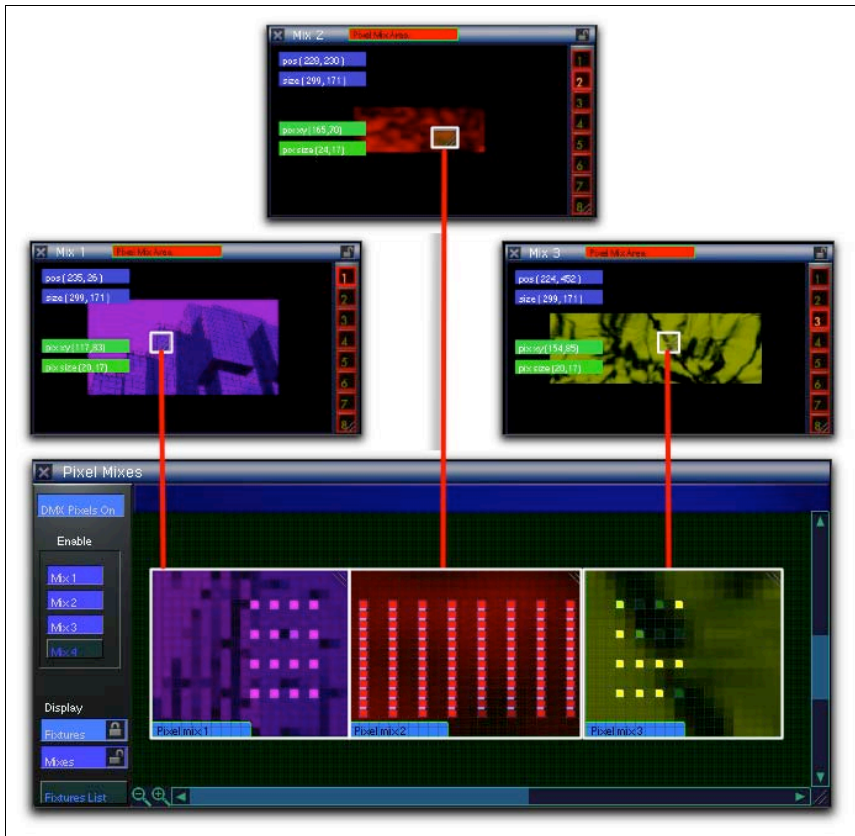 Mix 2
Pixel Mix Area.
pos ( 228, 230 )
size ( 299, 171 )
pix xy (165,70)
pix size (24,17)
1
2
3
4
5
6
7
8
Mix 1
Pixel Mix Area.
pos ( 235, 26 )
size ( 299, 171 )
pix xy (117,83)
pix size (20,17)
1
2
3
4
5
6
7
8
Mix 3
Pixel Mix Area.
pos ( 224, 452 )
size ( 299, 171 )
pix xy(154,85)
pix size (20,17)
1
2
3
4
5
6
7
8
Pixel Mixes
DMX Pixels On
Enable
Mix 1
Mix 2
Mix 3
Mix 4
Display
Fixtures
Mixes
Fixtures List
Pixel mix 1
Pixel mix 2
Pixel mix 3